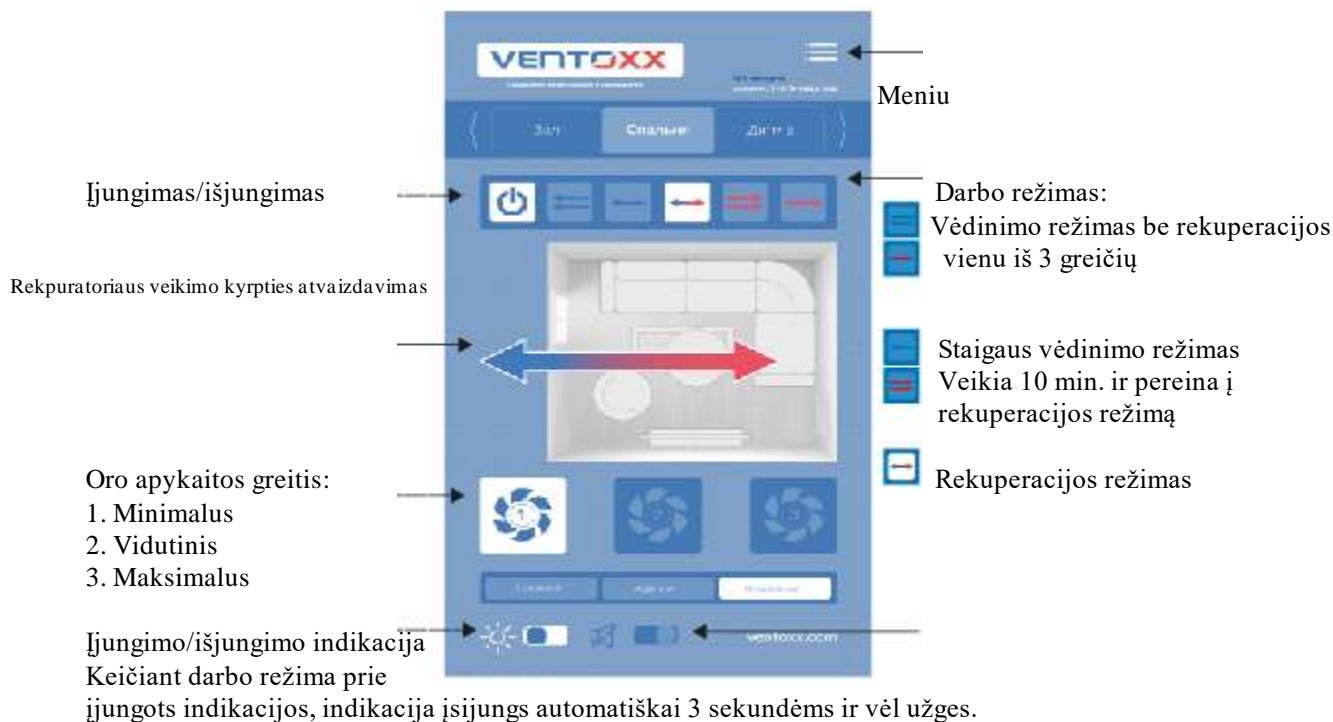 VENTOXX
Meniu
Зал Спальня
Įjungimas/išjungimas
Darbo režimas:
Vėdinimo režimas be rekuperacijos
vienu iš 3 greičių
Rekpuratoriaus veikimo kyrpties atvaizdavimas
Staigaus vėdinimo režimas
Veikia 10 min. ir pereina į
rekuperacijos režimą
Rekuperacijos režimas
Oro apykaitos greitis:
1. Minimalus
2. Vidutinis
3. Maksimalus
1
ventoxx.com
Įjungimo/išjungimo indikacija
Keičiant darbo režima prie
įjungots indikacijos, indikacija įsijungs automatiškai 3 sekundėms ir vėl užges.